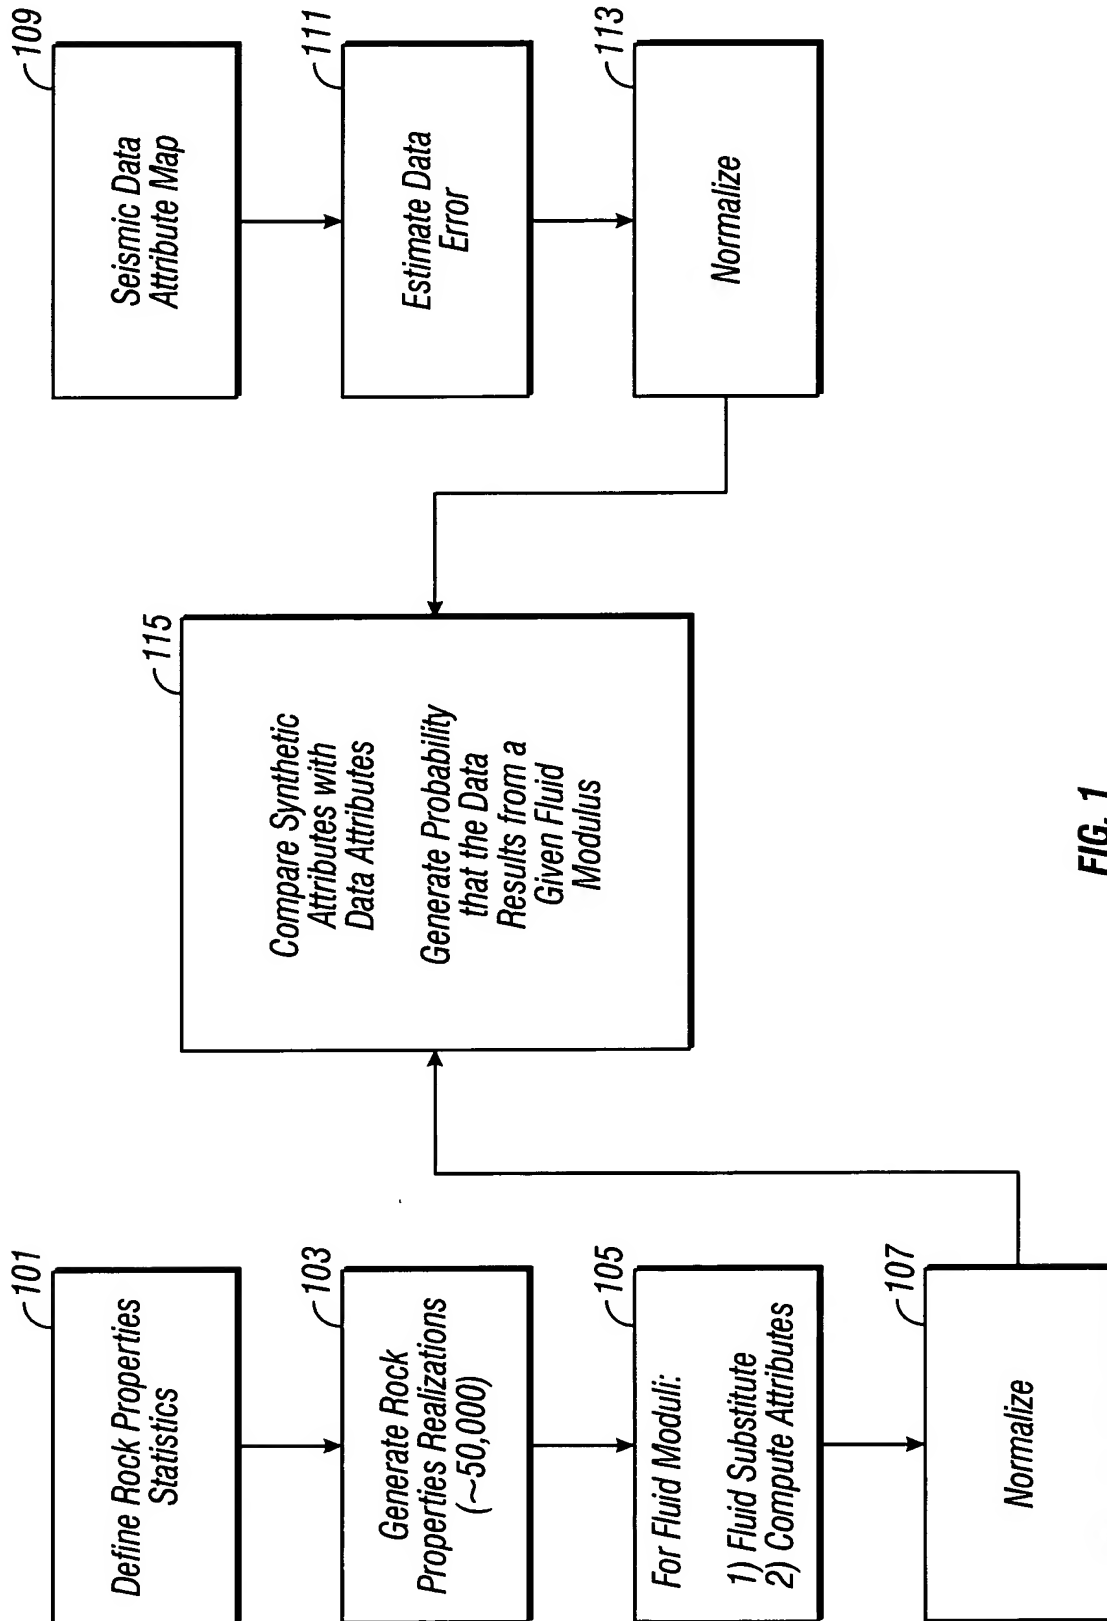 101
Define Rock Properties
Statistics
103
Generate Rock
Properties Realizations
(~50,000)
105
For Fluid Moduli:
1) Fluid Substitute
2) Compute Attributes
107
Normalize
115
Compare Synthetic
Attributes with
Data Attributes
Generate Probability
that the Data
Results from a
Given Fluid
Modulus
109
Seismic Data
Attribute Map
111
Estimate Data
Error
113
Normalize
FIG. 1